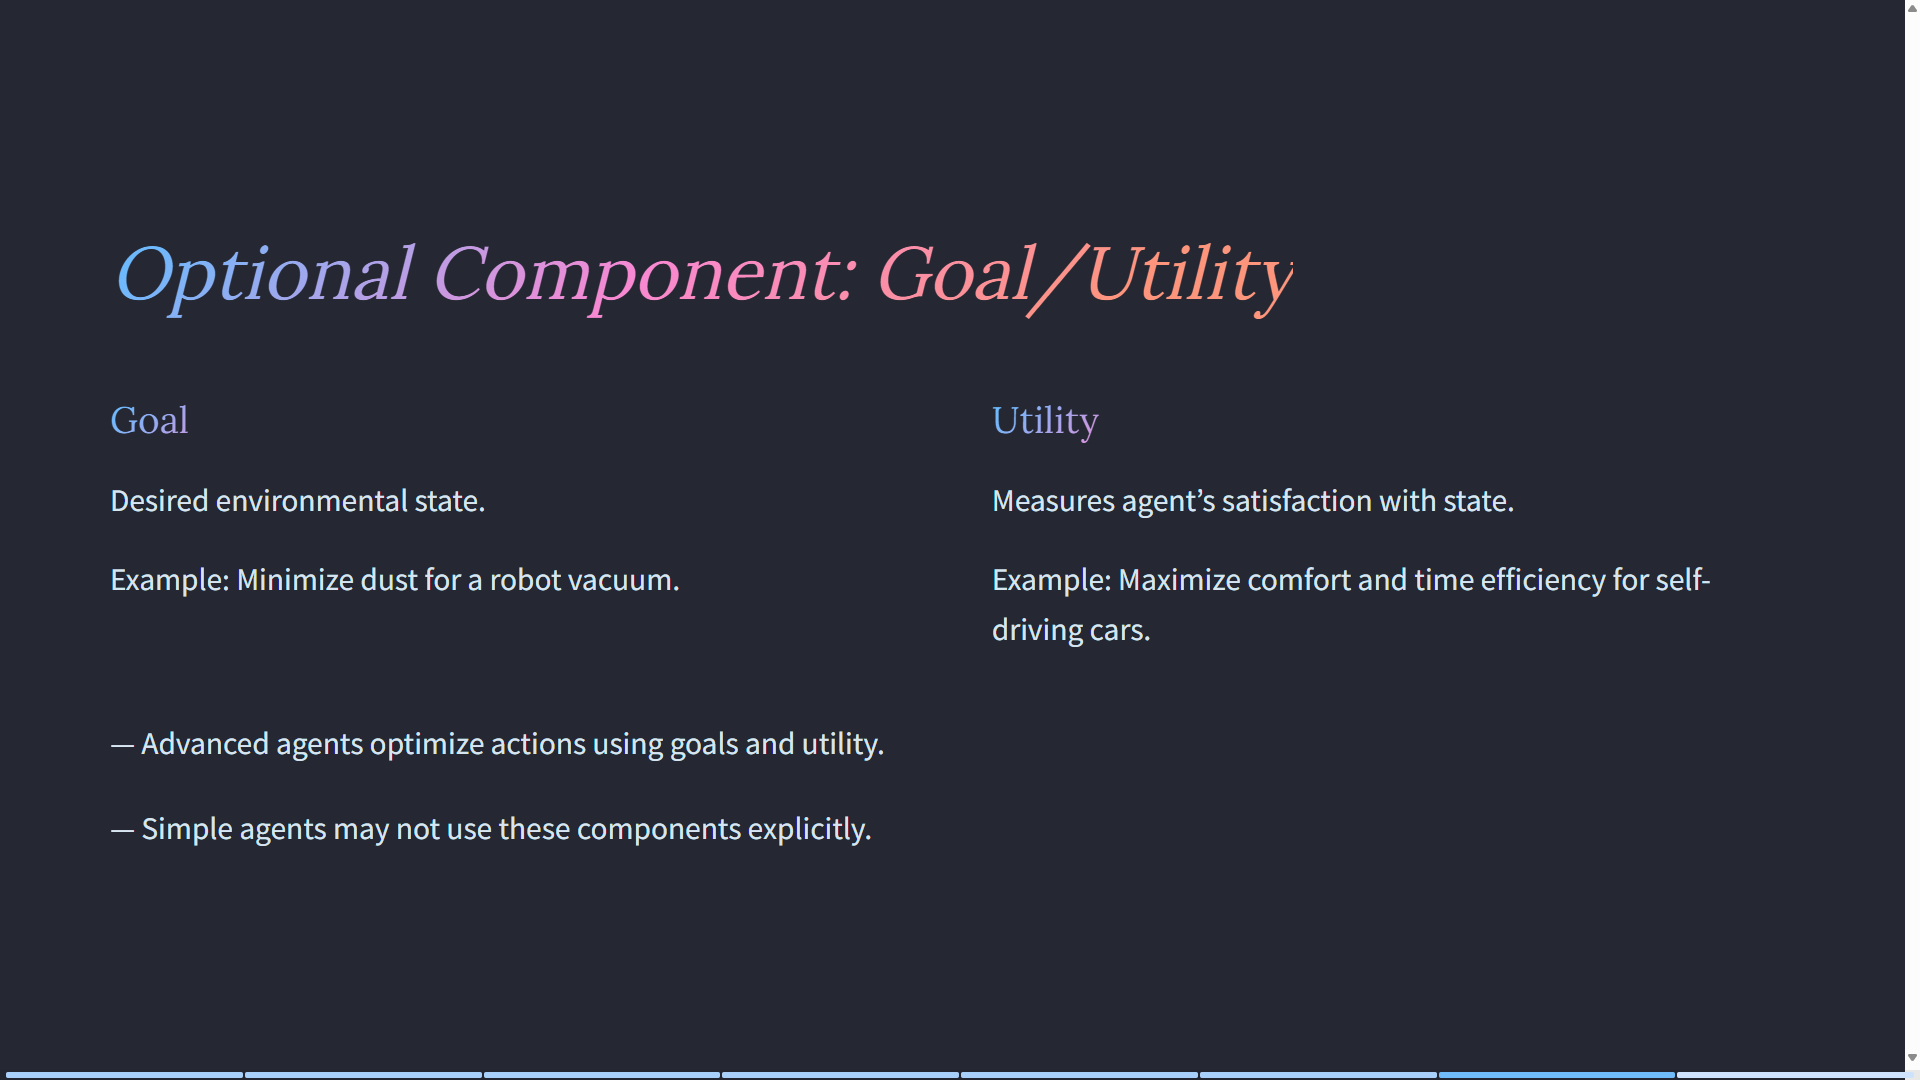 Optional Component: Goal/Utility
Goal
Desired environmental state.
Example: Minimize dust for a robot vacuum.
Utility
Measures agent’s satisfaction with state.
Example: Maximize comfort and time efficiency for self-
driving cars.
— Advanced agents optimize actions using goals and utility.
— Simple agents may not use these components explicitly.